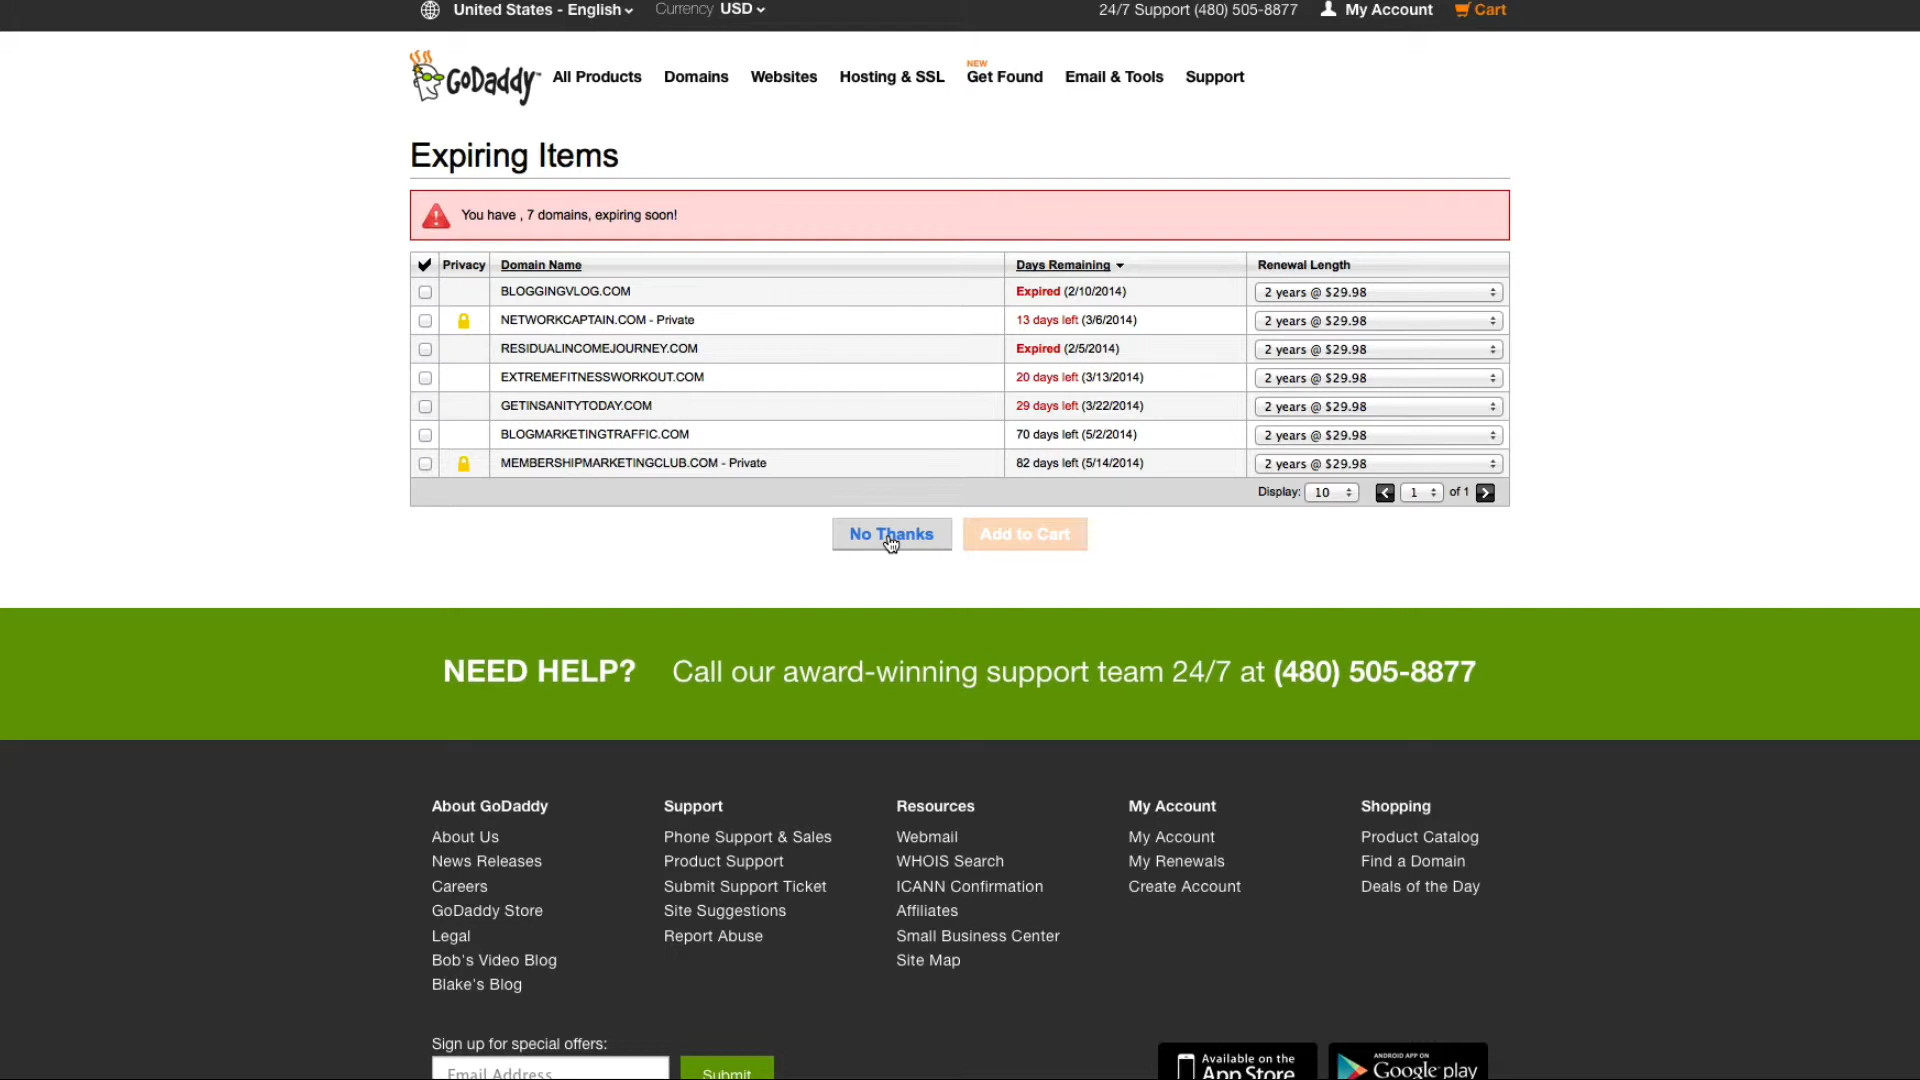 United States - English Currency USD 24/7 Support (480) 505-8877 My Account Cart
GoDaddy All Products Domains Websites Hosting & SSL NEW Get Found Email & Tools Support
Expiring Items
You have , 7 domains, expiring soon!
Privacy Domain Name Days Remaining Renewal Length
BLOGGINGVLOG.COM Expired (2/10/2014) 2 years @ $29.98
NETWORKCAPTAIN.COM - Private 13 days left (3/6/2014) 2 years @ $29.98
RESIDUALINCOMEJOURNEY.COM Expired (2/5/2014) 2 years @ $29.98
EXTREMEFITNESSWORKOUT.COM 20 days left (3/13/2014) 2 years @ $29.98
GETINSANITYTODAY.COM 29 days left (3/22/2014) 2 years @ $29.98
BLOGMARKETINGTRAFFIC.COM 70 days left (5/2/2014) 2 years @ $29.98
MEMBERSHIPMARKETINGCLUB.COM - Private 82 days left (5/14/2014) 2 years @ $29.98
Display: 10 1 of 1
No Thanks Add to Cart
NEED HELP? Call our award-winning support team 24/7 at (480) 505-8877
About GoDaddy Support Resources My Account Shopping
About Us Phone Support & Sales Webmail My Account Product Catalog
News Releases Product Support WHOIS Search My Renewals Find a Domain
Careers Submit Support Ticket ICANN Confirmation Create Account Deals of the Day
GoDaddy Store Site Suggestions Affiliates
Legal Report Abuse Small Business Center
Bob's Video Blog Site Map
Blake's Blog
Sign up for special offers:
Email Address Submit
Available on the App Store
ANDROID APP ON Google play